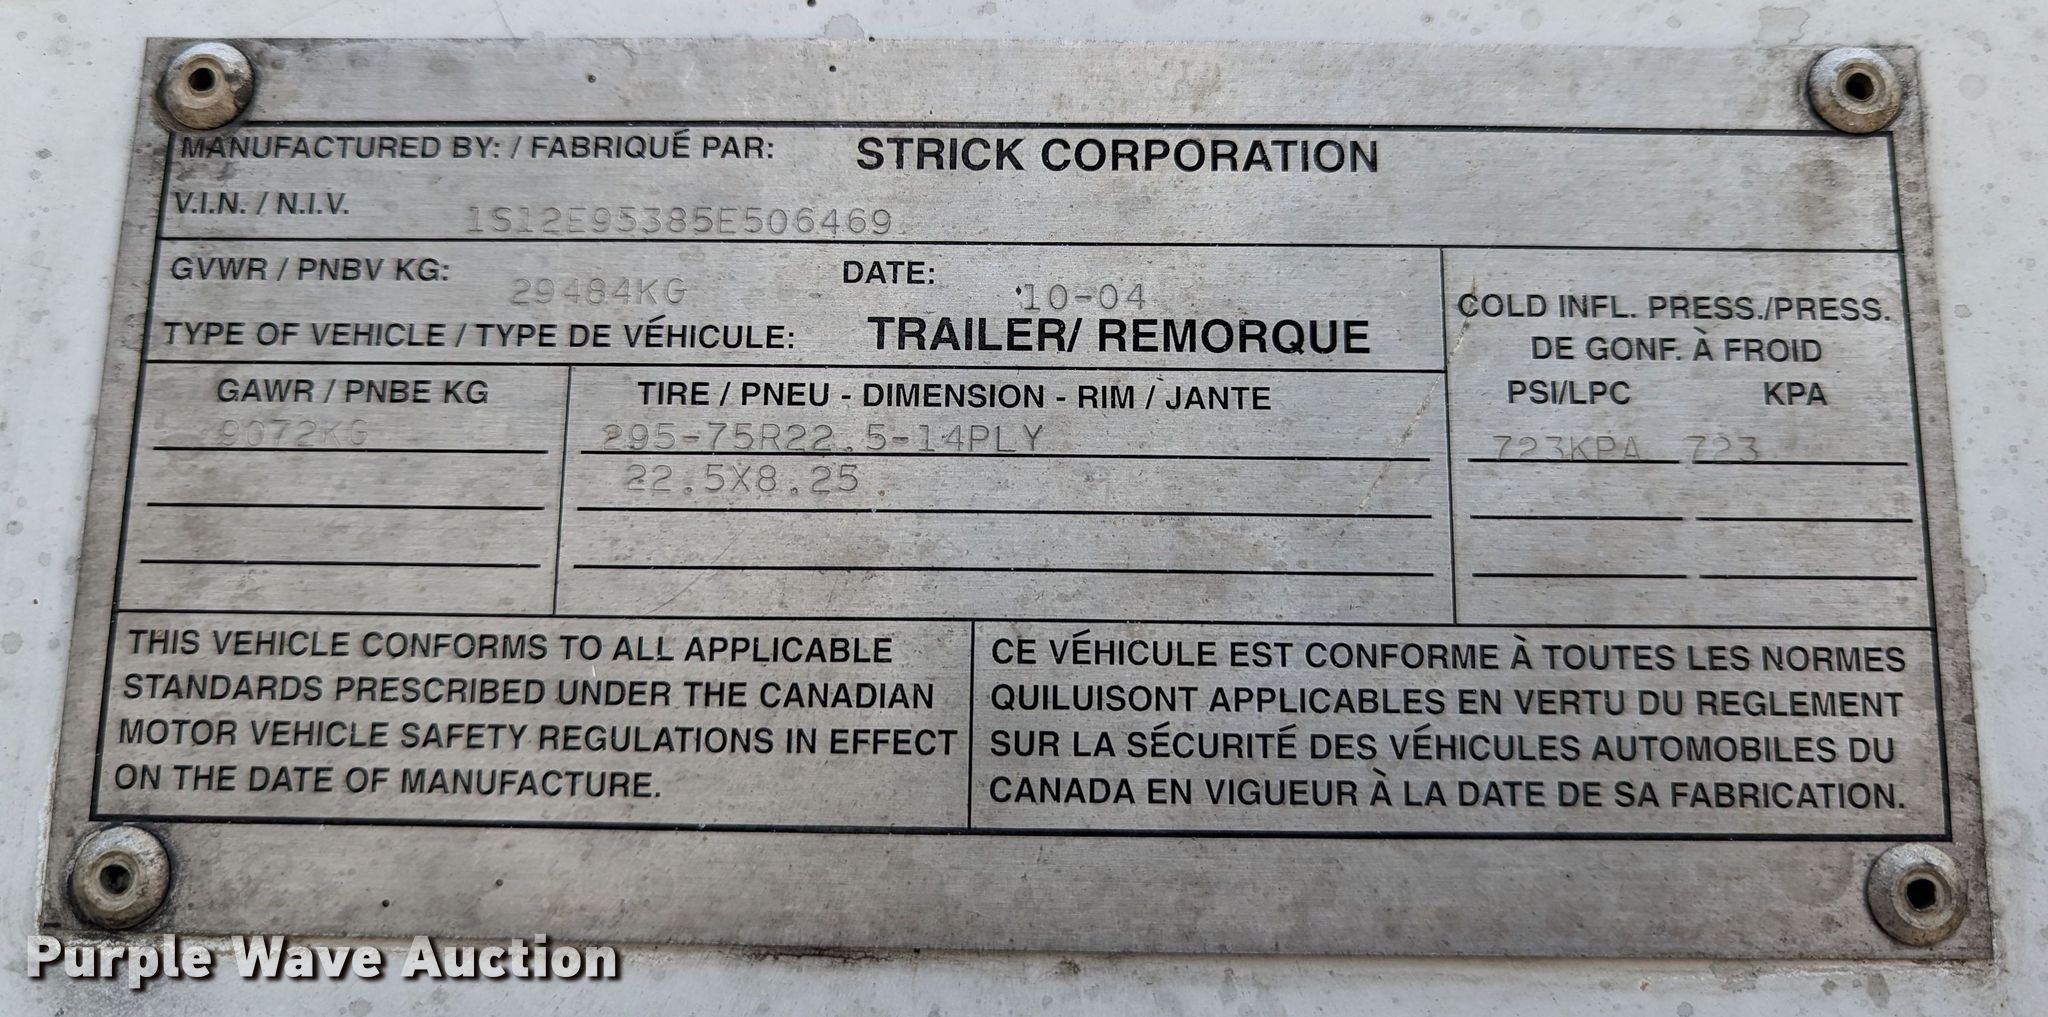 MANUFACTURED BY: / FABRIQUÉ PAR: STRICK CORPORATION
V.I.N. / N.I.V. 1S12E95385E506469
GVWR / PNBV KG: 29484KG DATE: 10-04
TYPE OF VEHICLE / TYPE DE VÉHICULE: TRAILER/ REMORQUE
COLD INFL. PRESS./PRESS.
DE GONF. À FROID
PSI/LPC KPA
GAWR / PNBE KG TIRE / PNEU - DIMENSION - RIM / JANTE
9072KG 295-75R22.5-14PLY 723KPA 723
22.5X8.25
THIS VEHICLE CONFORMS TO ALL APPLICABLE
STANDARDS PRESCRIBED UNDER THE CANADIAN
MOTOR VEHICLE SAFETY REGULATIONS IN EFFECT
ON THE DATE OF MANUFACTURE.
CE VÉHICULE EST CONFORME À TOUTES LES NORMES
QUILUISONT APPLICABLES EN VERTU DU REGLEMENT
SUR LA SÉCURITÉ DES VÉHICULES AUTOMOBILES DU
CANADA EN VIGUEUR À LA DATE DE SA FABRICATION.
Purple Wave Auction